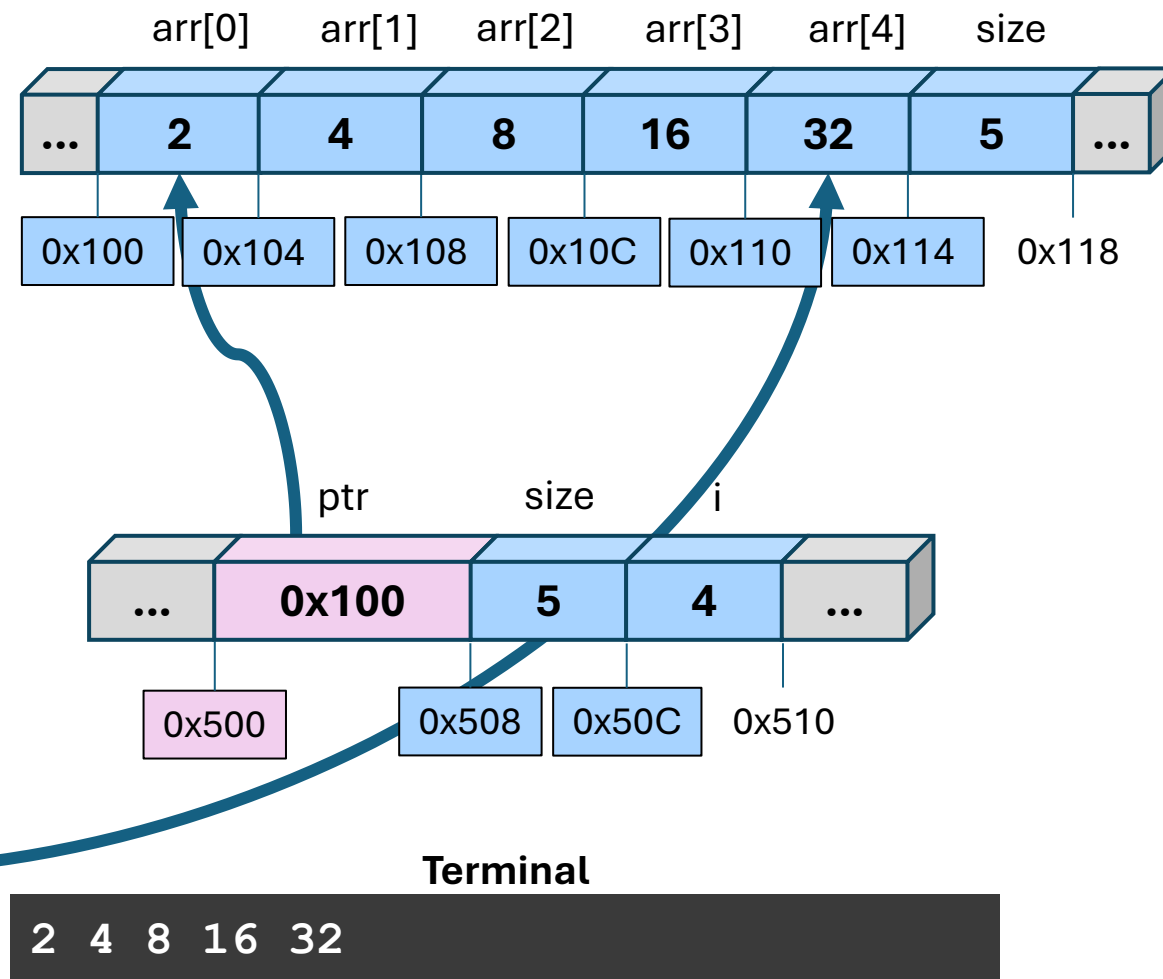 arr[0] arr[1] arr[2] arr[3] arr[4] size
... 2 4 8 16 32 5 ...
0x100 0x104 0x108 0x10C 0x110 0x114 0x118
ptr size i
... 0x100 5 4 ...
0x500 0x508 0x50C 0x510
Terminal
2 4 8 16 32